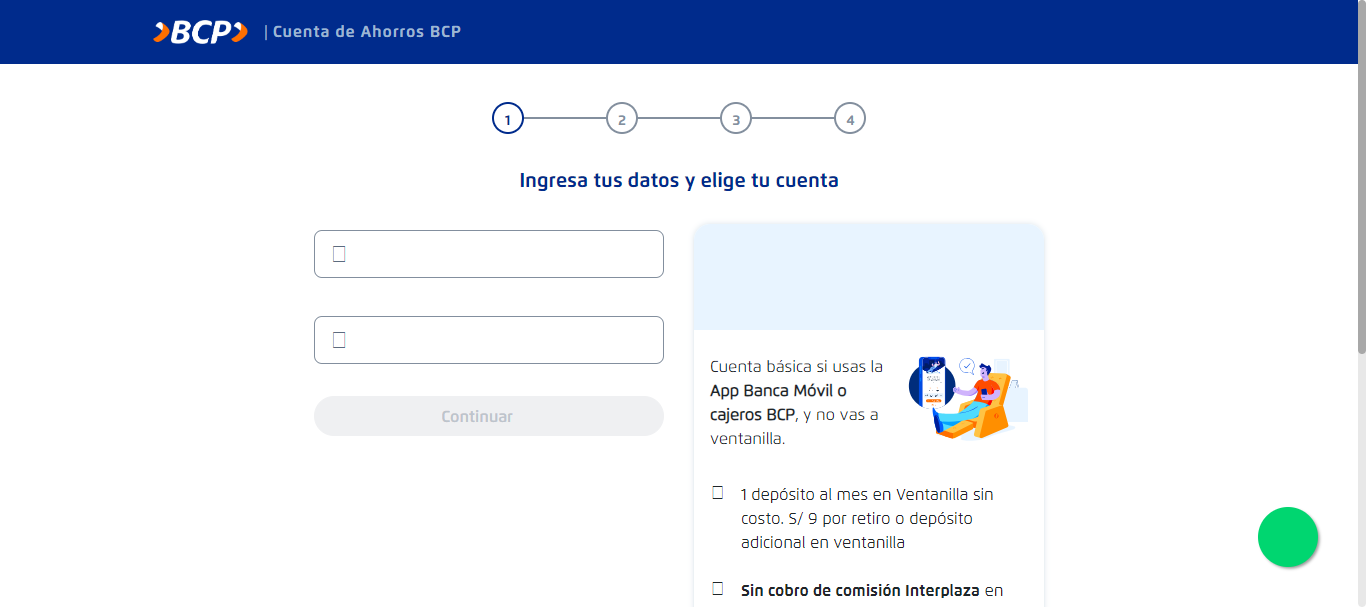 BCP | Cuenta de Ahorros BCP
1 2 3 4
Ingresa tus datos y elige tu cuenta
Continuar
Cuenta básica si usas la
App Banca Móvil o
cajeros BCP, y no vas a
ventanilla.
1 depósito al mes en Ventanilla sin
costo. S/ 9 por retiro o depósito
adicional en ventanilla
Sin cobro de comisión Interplaza en